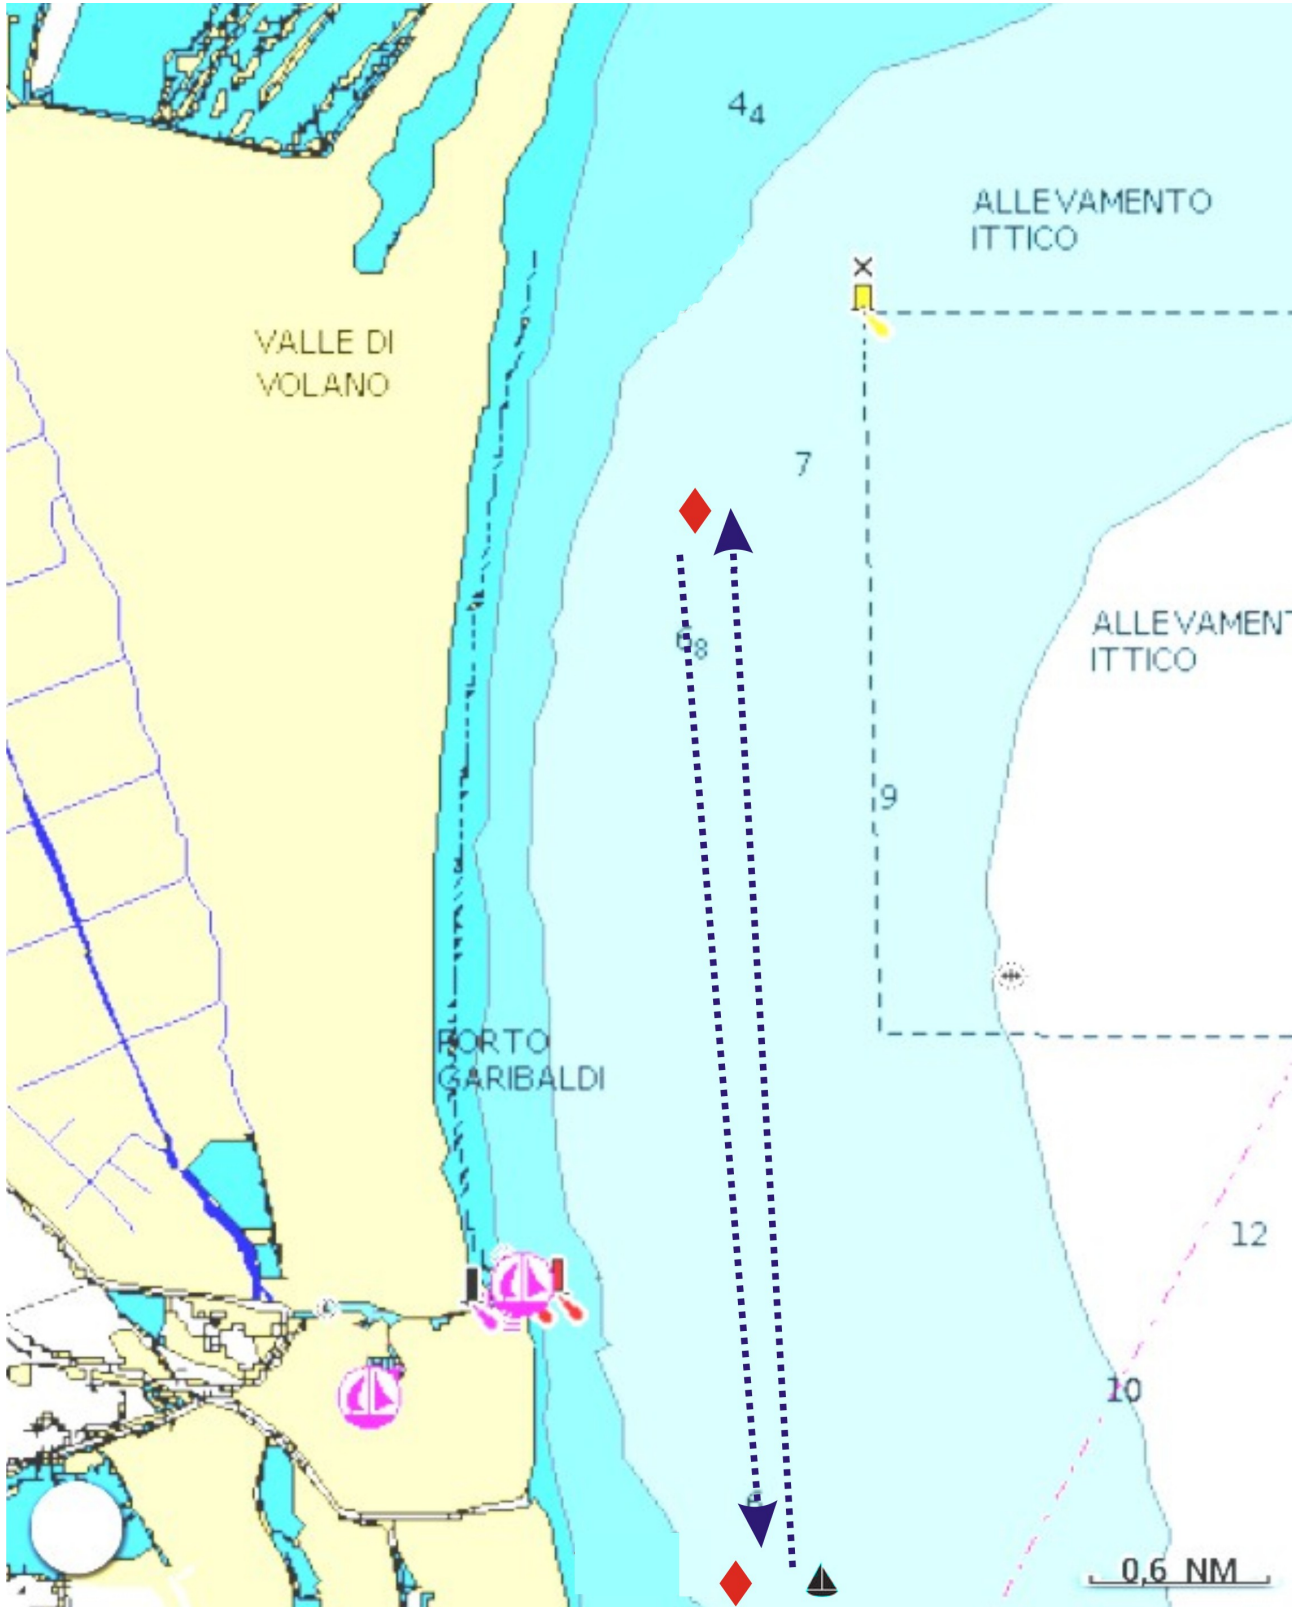 4₄
ALLEVAMENTO
ITTICO
VALLE DI
VOLANO
7
6₈
ALLEVAMENT
ITTICO
9
PORTO
GARIBALDI
12
10
6
0,6 NM